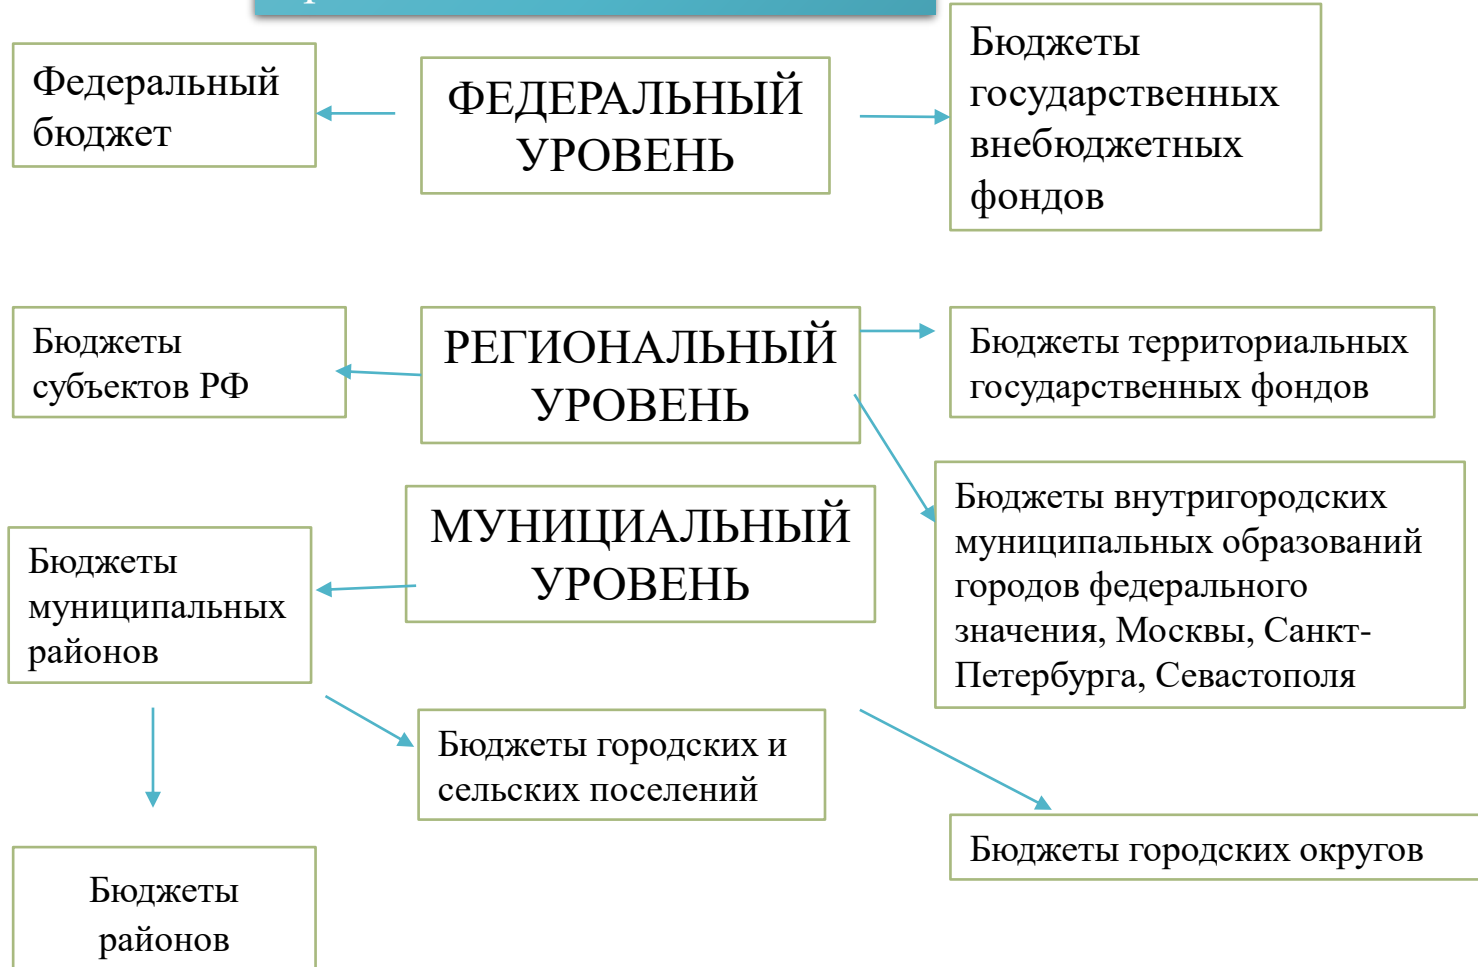 Федеральный
бюджет
ФЕДЕРАЛЬНЫЙ
УРОВЕНЬ
Бюджеты
государственных
внебюджетных
фондов
Бюджеты
субъектов РФ
РЕГИОНАЛЬНЫЙ
УРОВЕНЬ
Бюджеты территориальных
государственных фондов
Бюджеты внутригородских
муниципальных образований
городов федерального
значения, Москвы, Санкт-
Петербурга, Севастополя
МУНИЦИАЛЬНЫЙ
УРОВЕНЬ
Бюджеты
муниципальных
районов
Бюджеты городских и
сельских поселений
Бюджеты городских округов
Бюджеты
районов